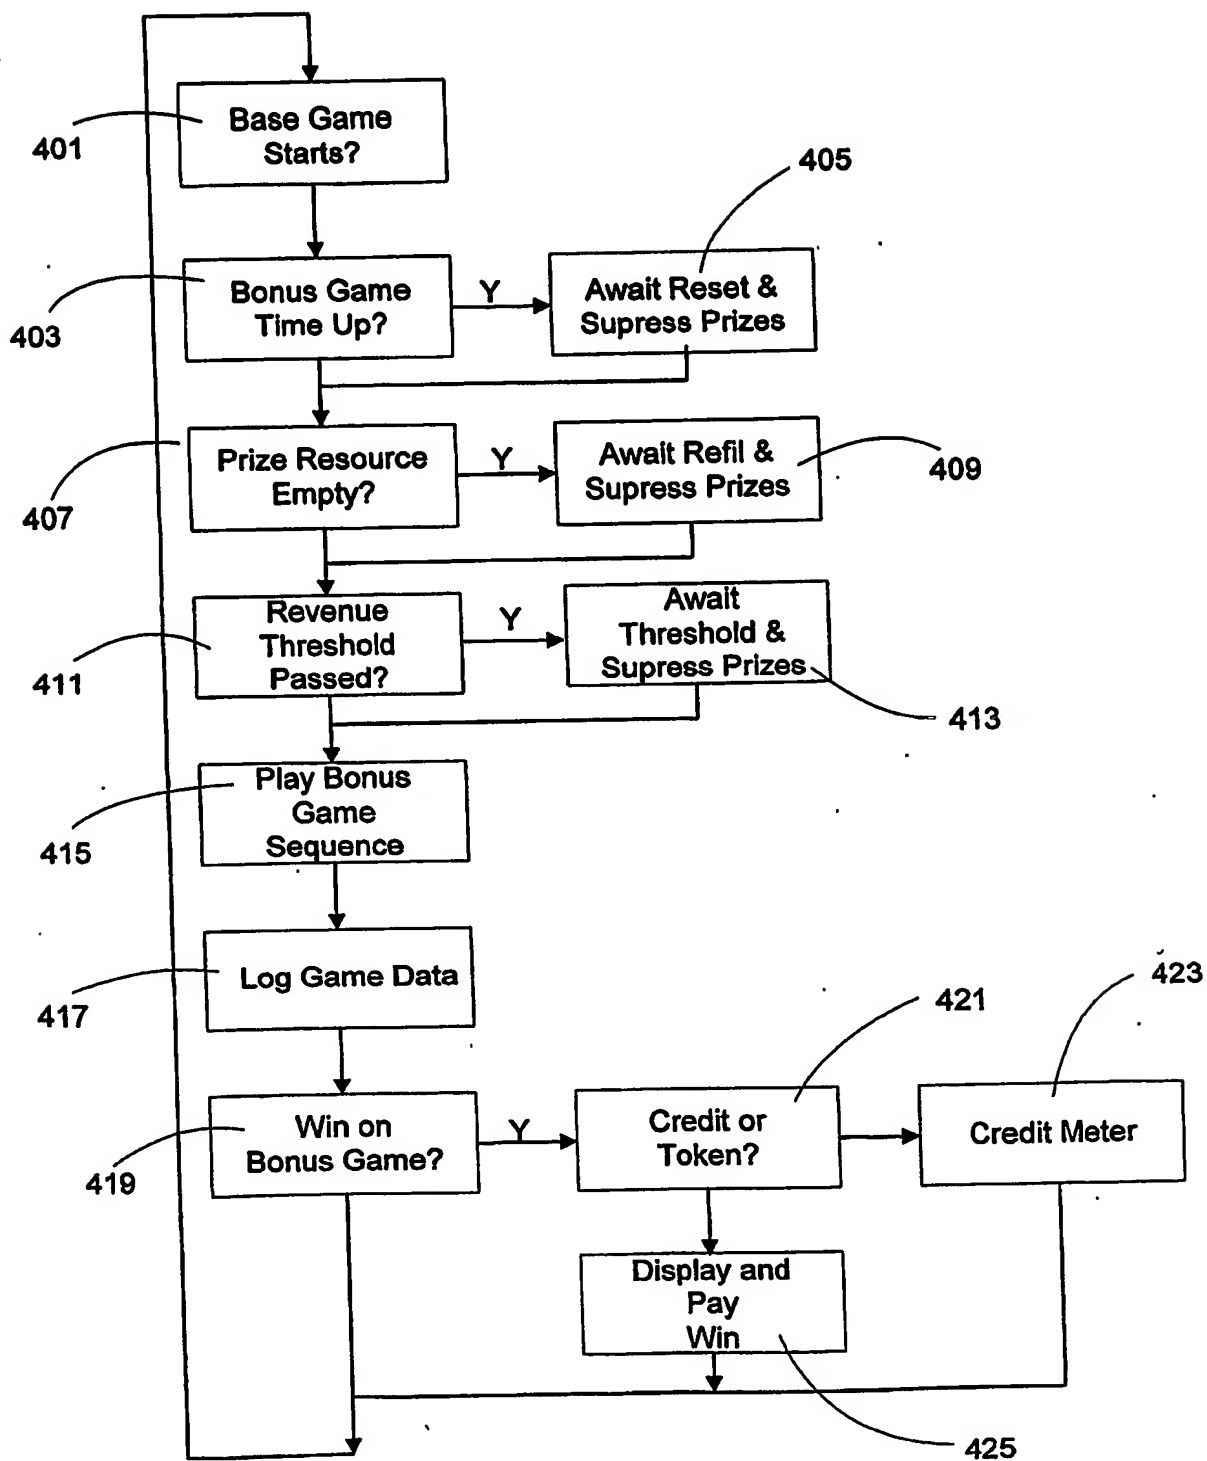 Base Game
Starts?
401
405
Bonus Game
Time Up?
403
Y
Await Reset &
Supress Prizes
Prize Resource
Empty?
407
Y
Await Refil &
Supress Prizes
409
Revenue
Threshold
Passed?
411
Y
Await
Threshold &
Supress Prizes
413
Play Bonus
Game
Sequence
415
Log Game Data
417
421
423
Win on
Bonus Game?
419
Y
Credit or
Token?
Credit Meter
Display and
Pay
Win
425